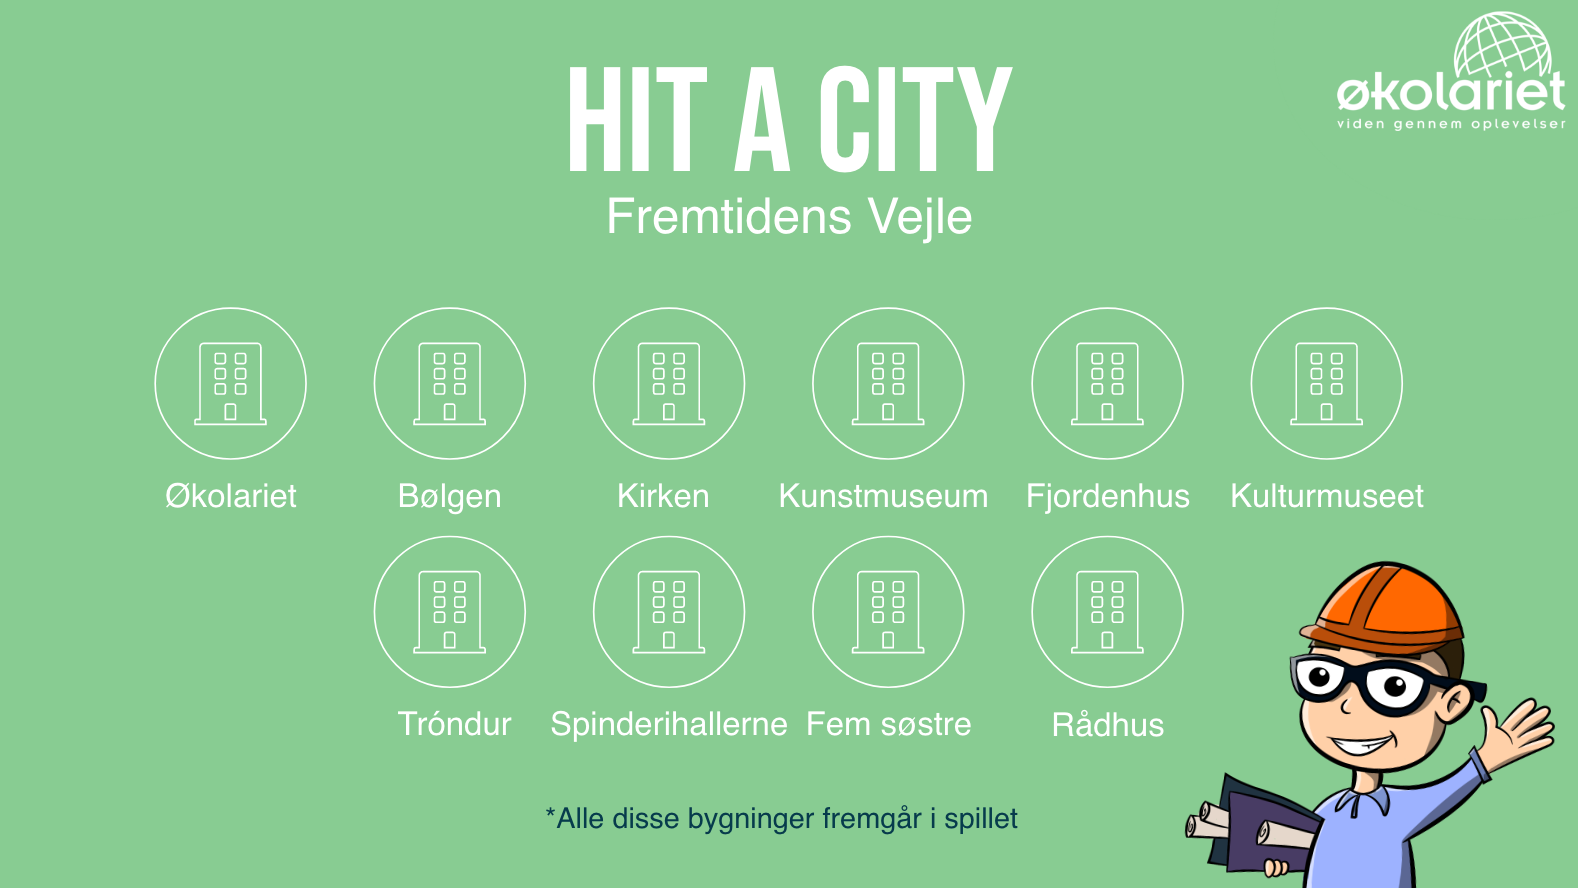 økolariet
viden gennem oplevelser
HIT A CITY
Fremtidens Vejle
Økolariet
Bølgen
Kirken
Kunstmuseum
Fjordenhus
Kulturmuseet
Tróndur
Spinderihallerne
Fem søstre
Rådhus
*Alle disse bygninger fremgår i spillet